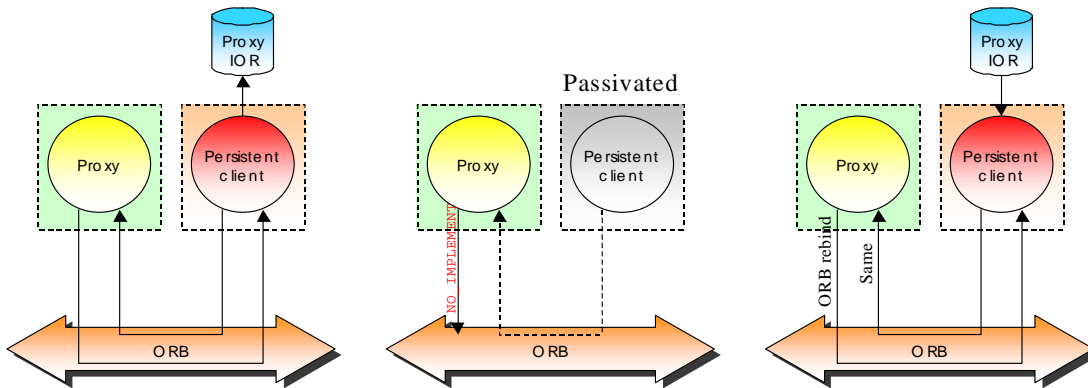 Proxy
IOR
Proxy
Persistent
client
ORB
Passivated
Proxy
Persistent
client
NO IMPLEMENT
ORB
Proxy
IOR
Proxy
Persistent
client
ORB rebind
Same
ORB